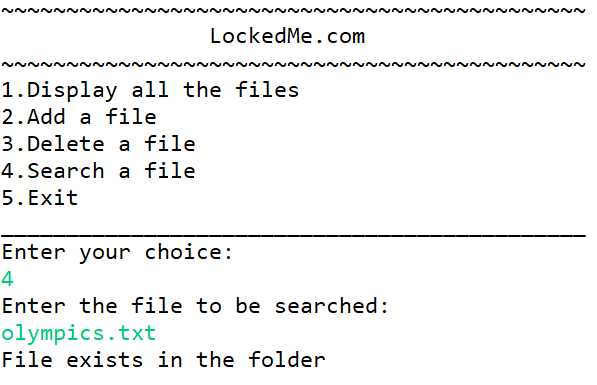 ~~~~~~~~~~~~~~~~~~~~~~~~~~~~~~~~~~~~~~~~~~~~~
LockedMe.com
~~~~~~~~~~~~~~~~~~~~~~~~~~~~~~~~~~~~~~~~~~~~~
1.Display all the files
2.Add a file
3.Delete a file
4.Search a file
5.Exit
_____________________________________________
Enter your choice:
4
Enter the file to be searched:
olympics.txt
File exists in the folder